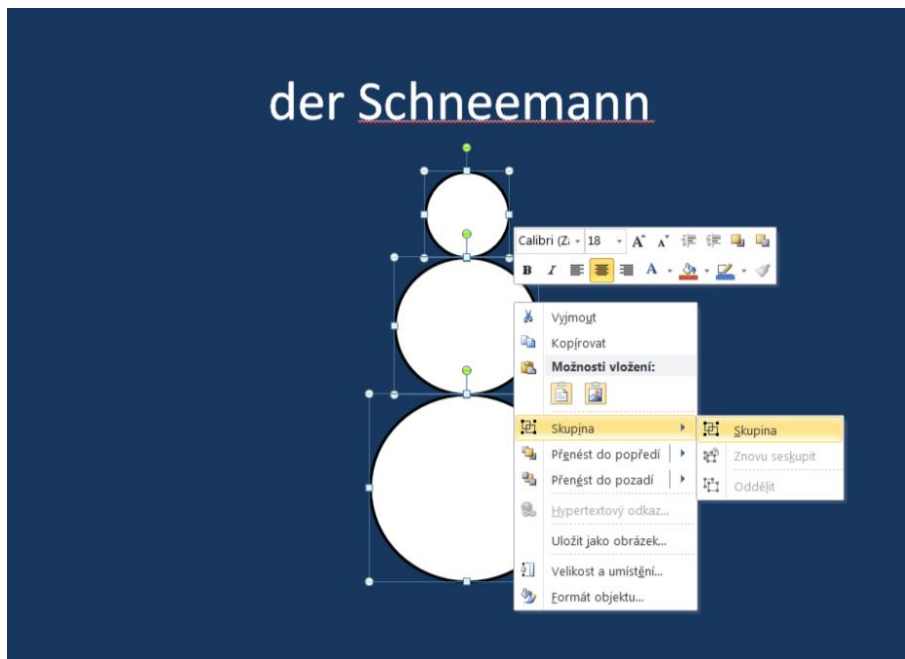 der Schneemann
Calibri (Zá 18 A A
B I A
Vyjmout
Kopírovat
Možnosti vložení:
Skupina
Skupina
Přenést do popředí
Znovu seskupit
Přenést do pozadí
Oddělit
Hypertextový odkaz...
Uložit jako obrázek...
Velikost a umístění...
Formát objektu...